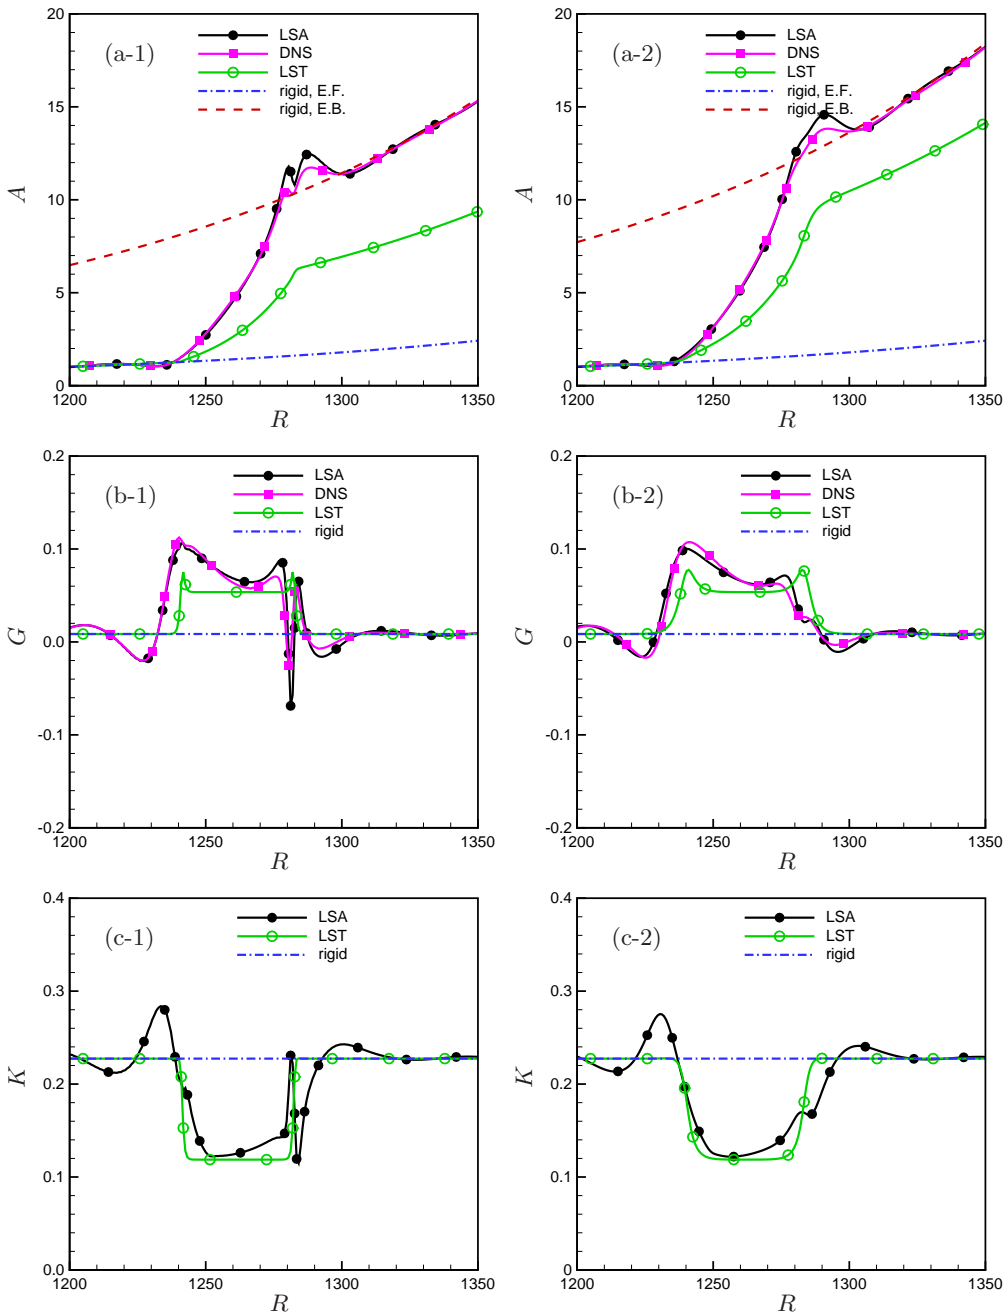 (a-1)
LSA
DNS
LST
rigid, E.F.
rigid, E.B.
A
20
15
10
5
0
1200 1250 1300 1350
R
(a-2)
LSA
DNS
LST
rigid, E.F.
rigid, E.B.
A
20
15
10
5
0
1200 1250 1300 1350
R
(b-1)
LSA
DNS
LST
rigid
G
0.2
0.1
0.0
-0.1
-0.2
1200 1250 1300 1350
R
(b-2)
LSA
DNS
LST
rigid
G
0.2
0.1
0.0
-0.1
-0.2
1200 1250 1300 1350
R
(c-1)
LSA
LST
rigid
K
0.4
0.3
0.2
0.1
0.0
1200 1250 1300 1350
R
(c-2)
LSA
LST
rigid
K
0.4
0.3
0.2
0.1
0.0
1200 1250 1300 1350
R